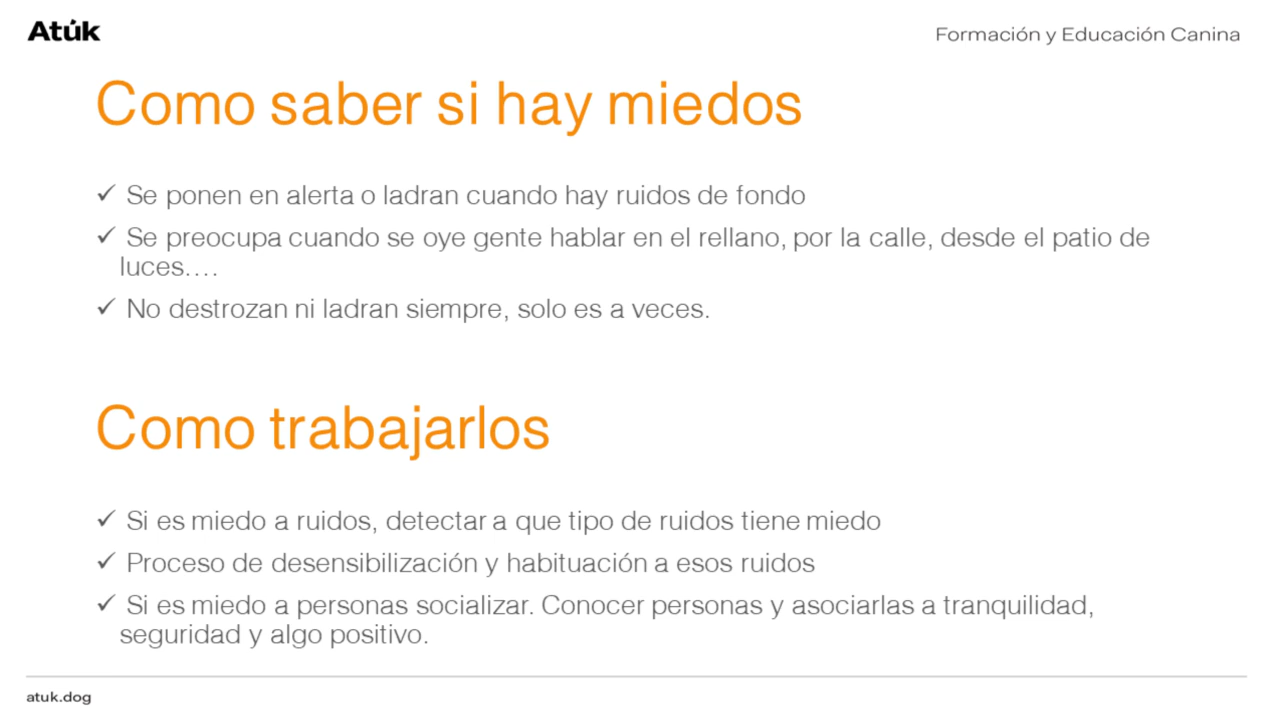 Atúk
Formación y Educación Canina
Como saber si hay miedos
✓ Se ponen en alerta o ladran cuando hay ruidos de fondo
✓ Se preocupa cuando se oye gente hablar en el rellano, por la calle, desde el patio de
luces....
✓ No destrozan ni ladran siempre, solo es a veces.
Como trabajarlos
✓ Si es miedo a ruidos, detectar a que tipo de ruidos tiene miedo
✓ Proceso de desensibilización y habituación a esos ruidos
✓ Si es miedo a personas socializar. Conocer personas y asociarlas a tranquilidad,
seguridad y algo positivo.
atuk.dog